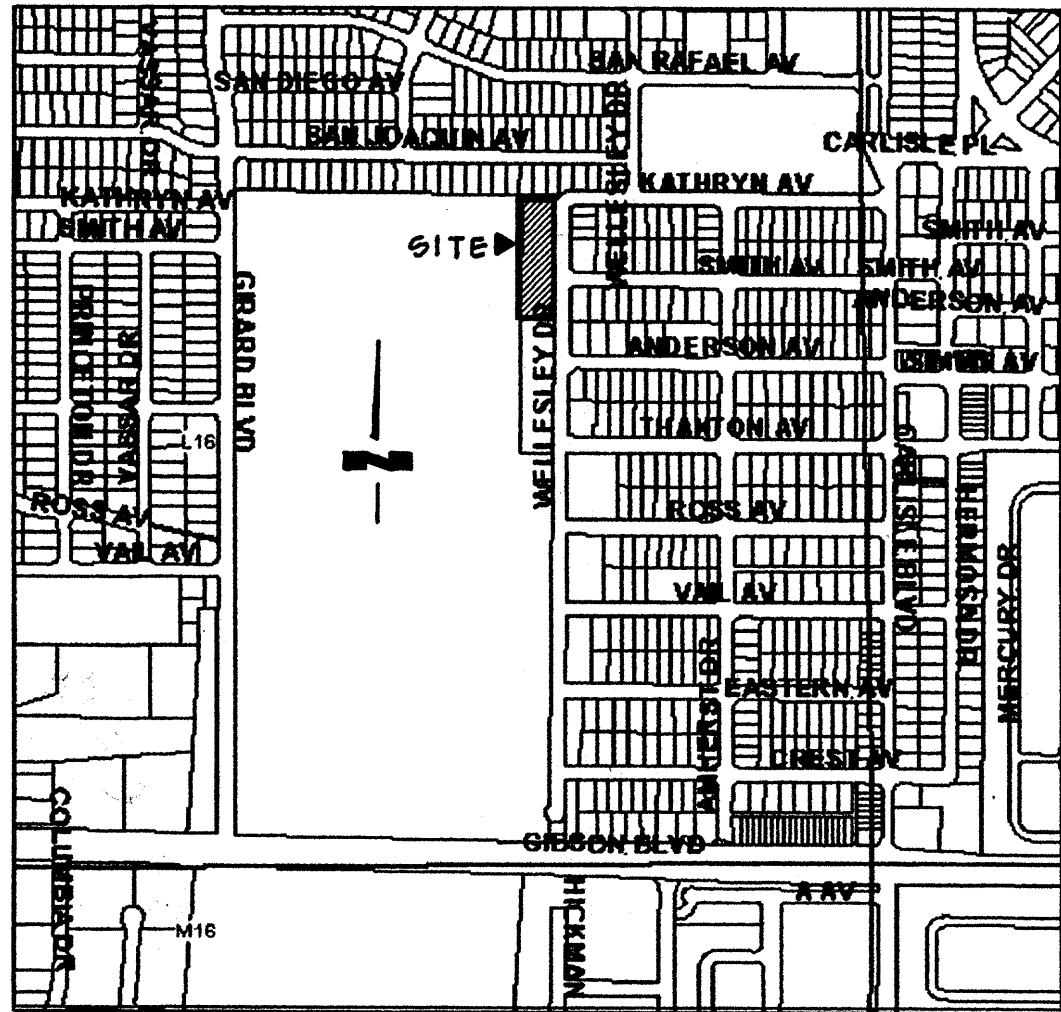 SAN RAFAEL AV
VASSAR DR
SAN DIEGO AV
WELLESLEY DR
SAN JOAQUIN AV
CARLISLE PL
KATHRYN AV
KATHRYN AV
SMITH AV
SMITH AV
SITE
SMITH AV
SMITH AV
GIRARD BLVD
PRINCETON DR
ANDERSON AV
WELLESLEY DR
VASSAR DR
ANDERSON AV
AV
L16
THAXTON AV
CARLISLE BLVD
HERMOSA DR
ROSS AV
ROSS AV
VAIL AV
MERCURY DR
VAIL AV
AMHERST DR
EASTERN AV
CREST AV
COLUMBIA DR
GIBSON BLVD
A AV
HICKMAN
M16
N